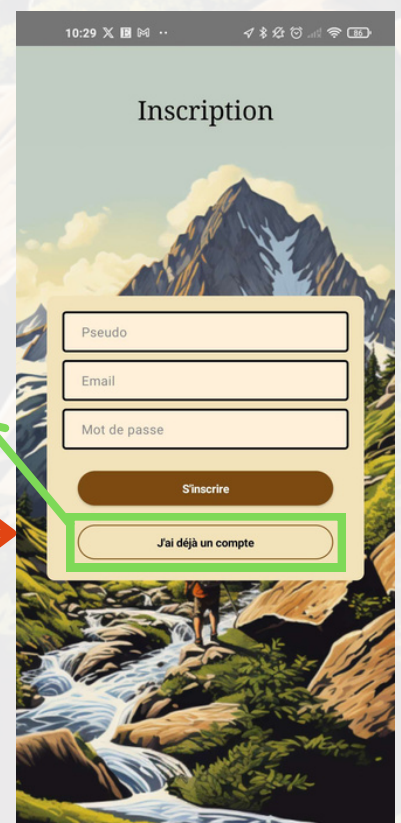 10:29
86
Inscription
Pseudo
Email
Mot de passe
S'inscrire
J'ai déjà un compte